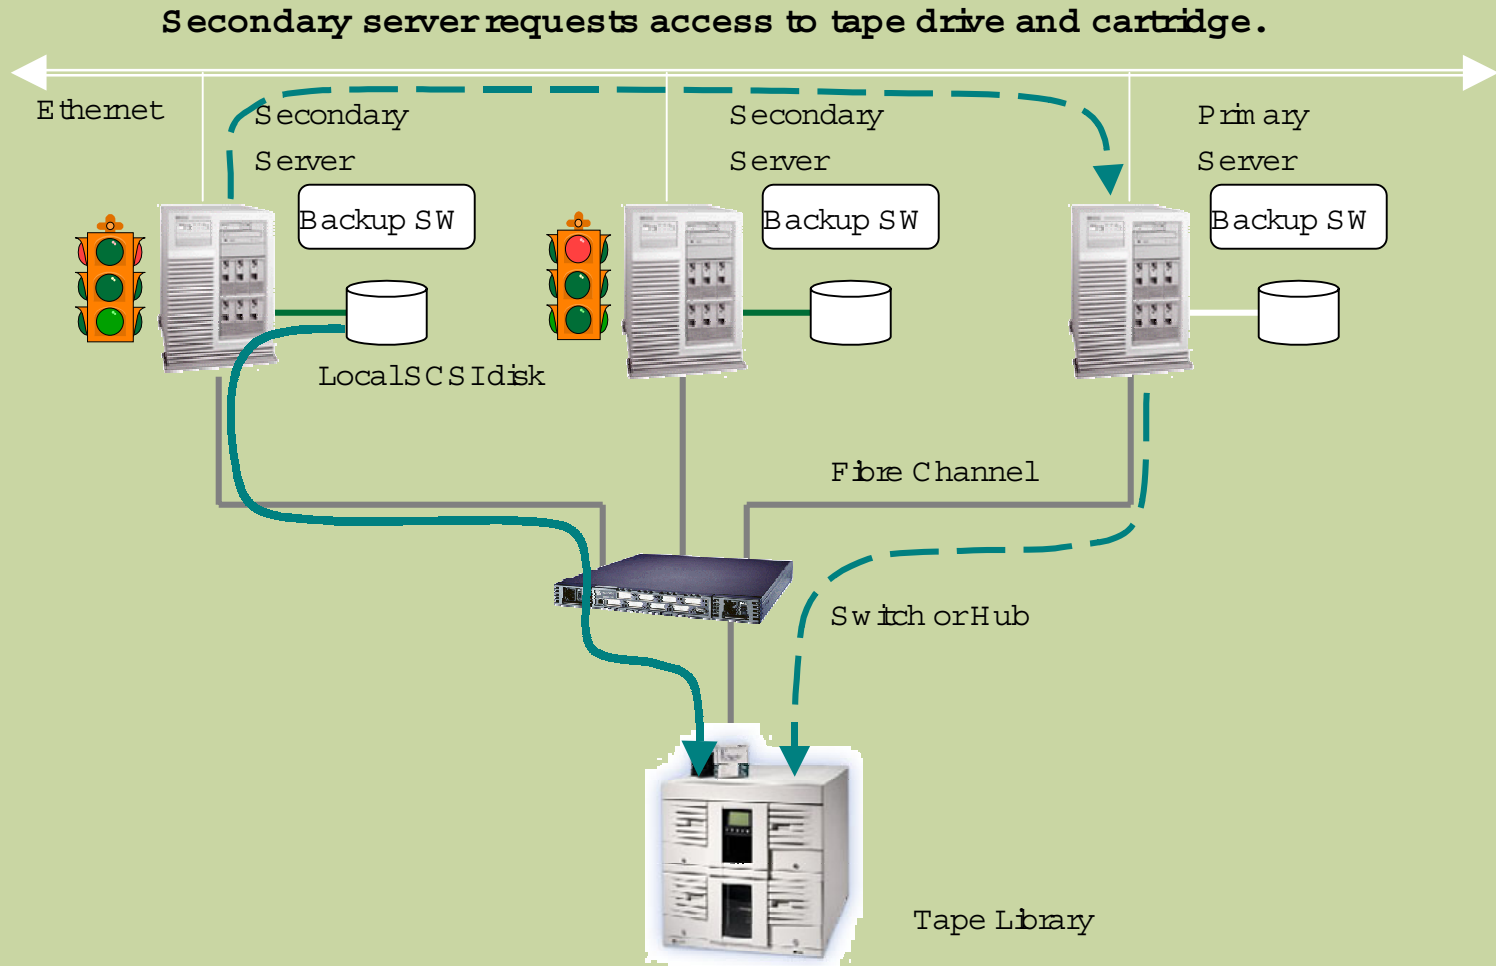 Secondary server requests access to tape drive and cartridge.
Ethernet
Secondary
Server
Secondary
Server
Primary
Server
Backup SW
Backup SW
Backup SW
Local SCSI disk
Fibre Channel
Switch or Hub
Tape Library